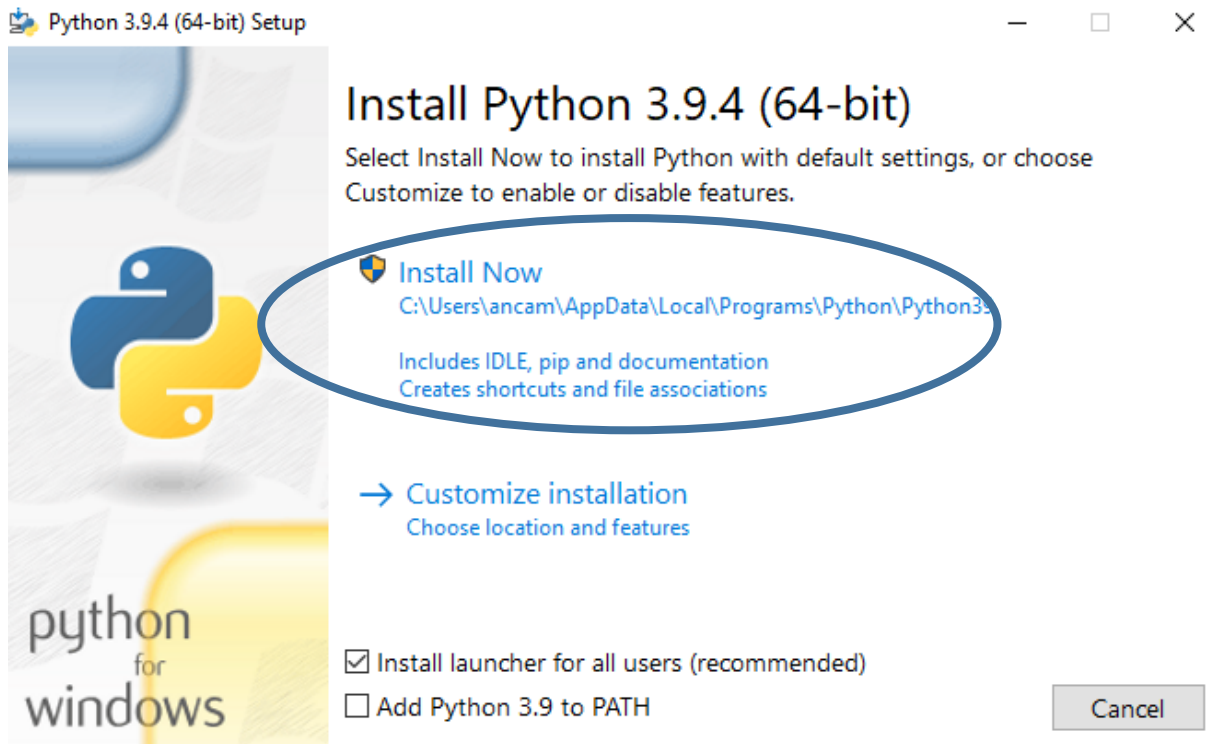 Python 3.9.4 (64-bit) Setup
Install Python 3.9.4 (64-bit)
Select Install Now to install Python with default settings, or choose
Customize to enable or disable features.
Install Now
C:\Users\ancam\AppData\Local\Programs\Python\Python39
Includes IDLE, pip and documentation
Creates shortcuts and file associations
Customize installation
Choose location and features
python
for
windows
Install launcher for all users (recommended)
Add Python 3.9 to PATH
Cancel